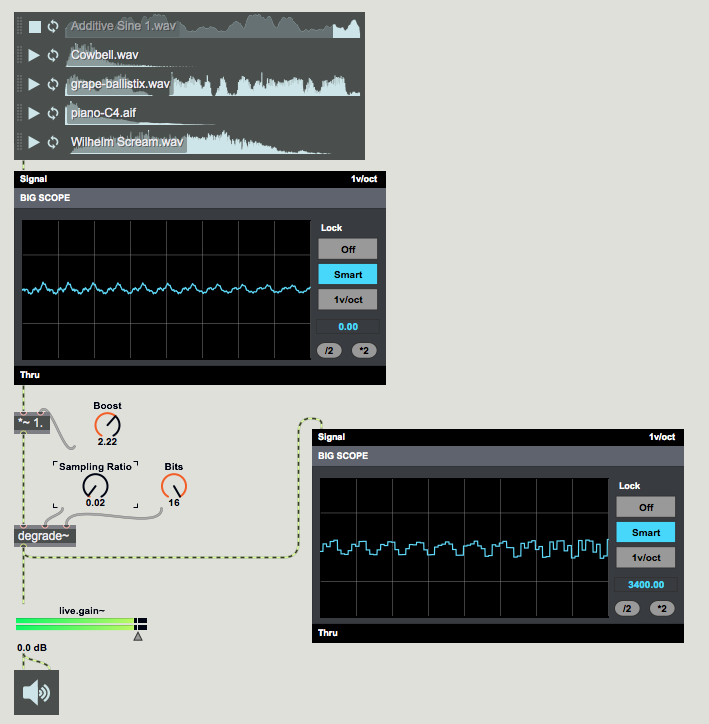 Additive Sine 1.wav
Cowbell.wav
grape-ballistix.wav
piano-C4.aif
Wilhelm Scream.wav
Signal 1v/oct
BIG SCOPE
Lock
Off
Smart
1v/oct
0.00
/2 *2
Thru
*~ 1.
Boost
2.22
Sampling Ratio
0.02
Bits
16
degrade~
Signal 1v/oct
BIG SCOPE
Lock
Off
Smart
1v/oct
3400.00
/2 *2
Thru
live.gain~
0.0 dB